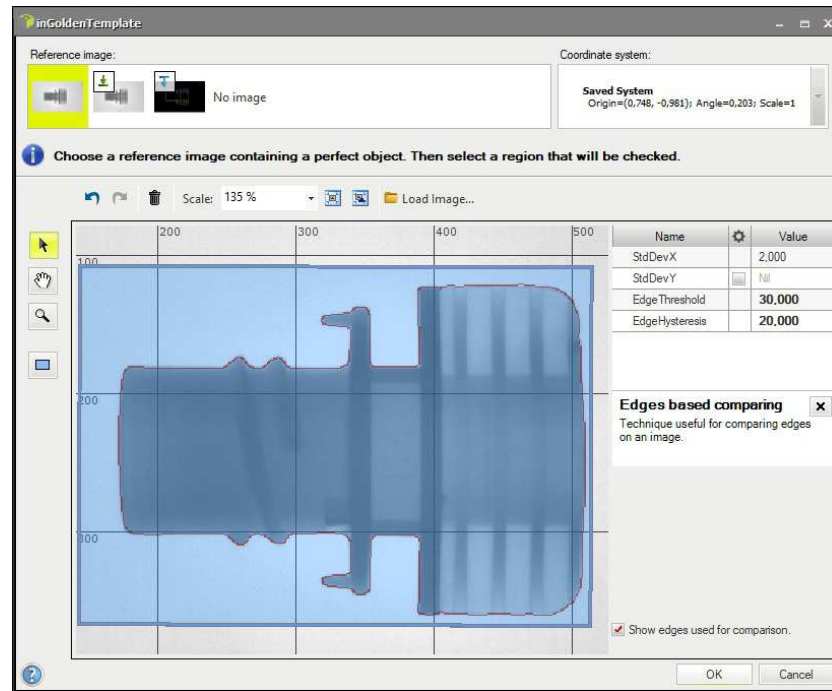 inGoldenTemplate
Reference image:
Coordinate system:
No image
Saved System
Origin=(0,748, -0,981); Angle=0,203; Scale=1
Choose a reference image containing a perfect object. Then select a region that will be checked.
Scale: 135 % Load Image...
200 300 400 500
100
200
300
Name Value
StdDevX 2,000
StdDevY Nil
EdgeThreshold 30,000
EdgeHysteresis 20,000
Edges based comparing
Technique useful for comparing edges
on an image.
Show edges used for comparison.
OK Cancel